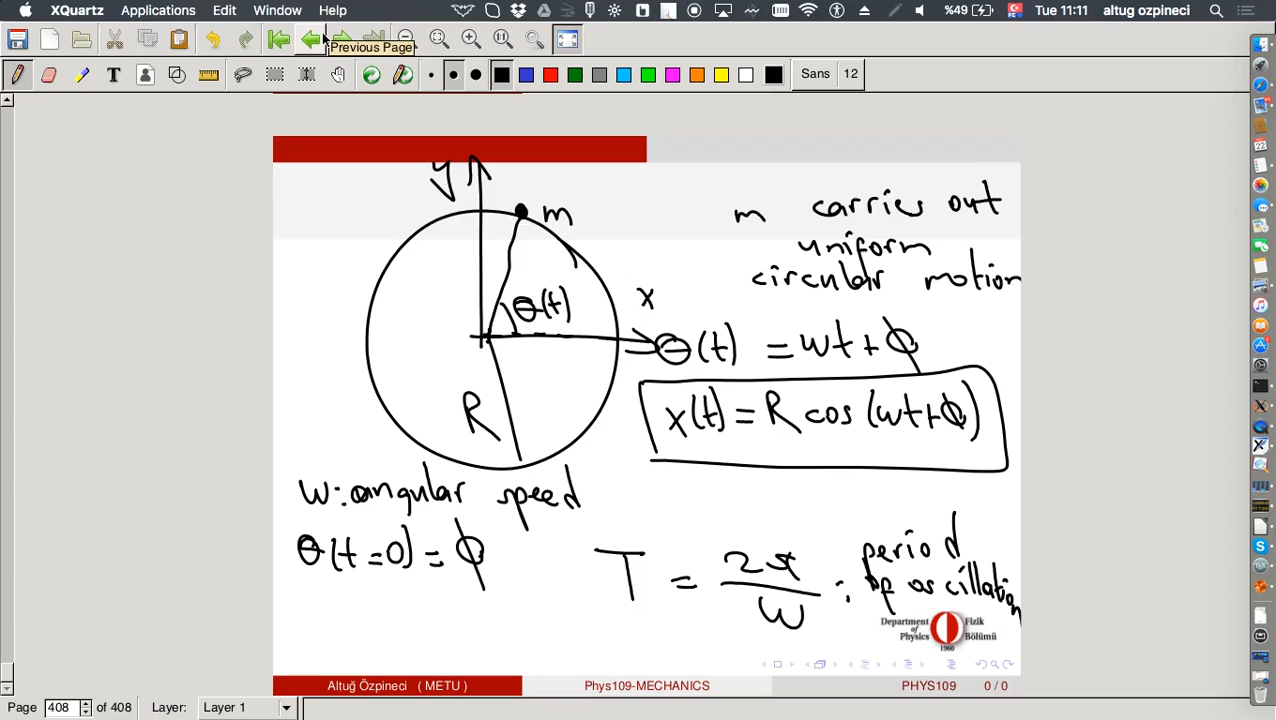 XQuartz Applications Edit Window Help %49 Tue 11:11 altug ozpineci
Previous Page
Sans 12
y
m
θ(t)
x
R
m carries out
uniform
circular motion
θ(t) = wt + ϕ
x(t) = R cos (wt+ϕ)
w: angular speed
θ(t=0) = ϕ
T = 2π/w : period
of oscillation
Department of Physics
Fizik Bölümü
1960
Altuğ Özpineci ( METU ) Phys109-MECHANICS PHYS109 0 / 0
Page 408 of 408 Layer: Layer 1